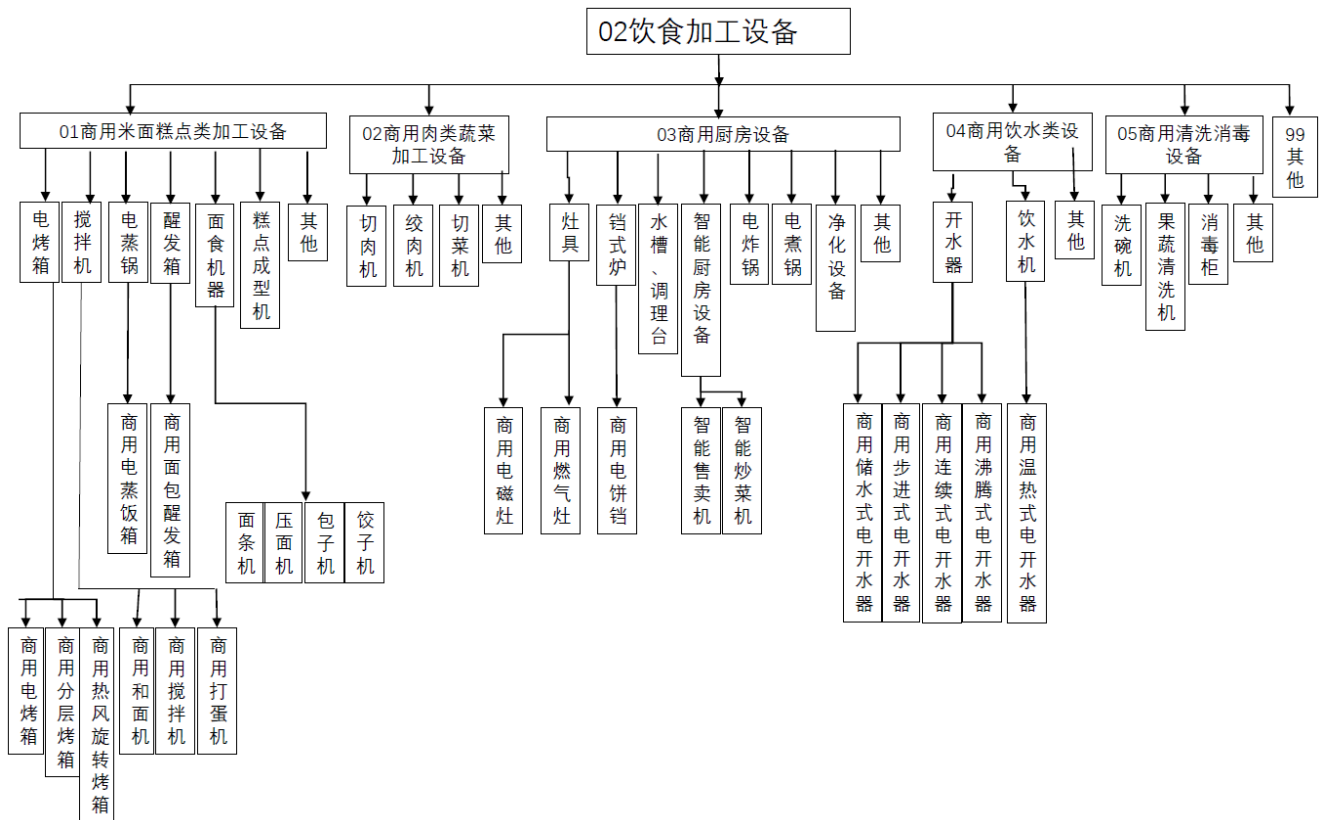 02饮食加工设备
01商用米面糕点类加工设备
02商用肉类蔬菜
加工设备
03商用厨房设备
04商用饮水类设
备
05商用清洗消毒
设备
99
其
他
电烤箱
搅拌机
电蒸锅
醒发箱
面食机器
糕点成型机
其他
切肉机
绞肉机
切菜机
其他
灶具
铛式炉
水槽、调理台
智能厨房设备
电炸锅
电煮锅
净化设备
其他
开水器
饮水机
其他
洗碗机
果蔬清洗机
消毒柜
其他
商用电蒸饭箱
商用面包醒发箱
商用电磁灶
商用燃气灶
商用电饼铛
智能售卖机
智能炒菜机
商用储水式电开水器
商用步进式电开水器
商用连续式电开水器
商用沸腾式电开水器
商用温热式电开水器
面条机
压面机
包子机
饺子机
商用电烤箱
商用分层烤箱
商用热风旋转烤箱
商用和面机
商用搅拌机
商用打蛋机